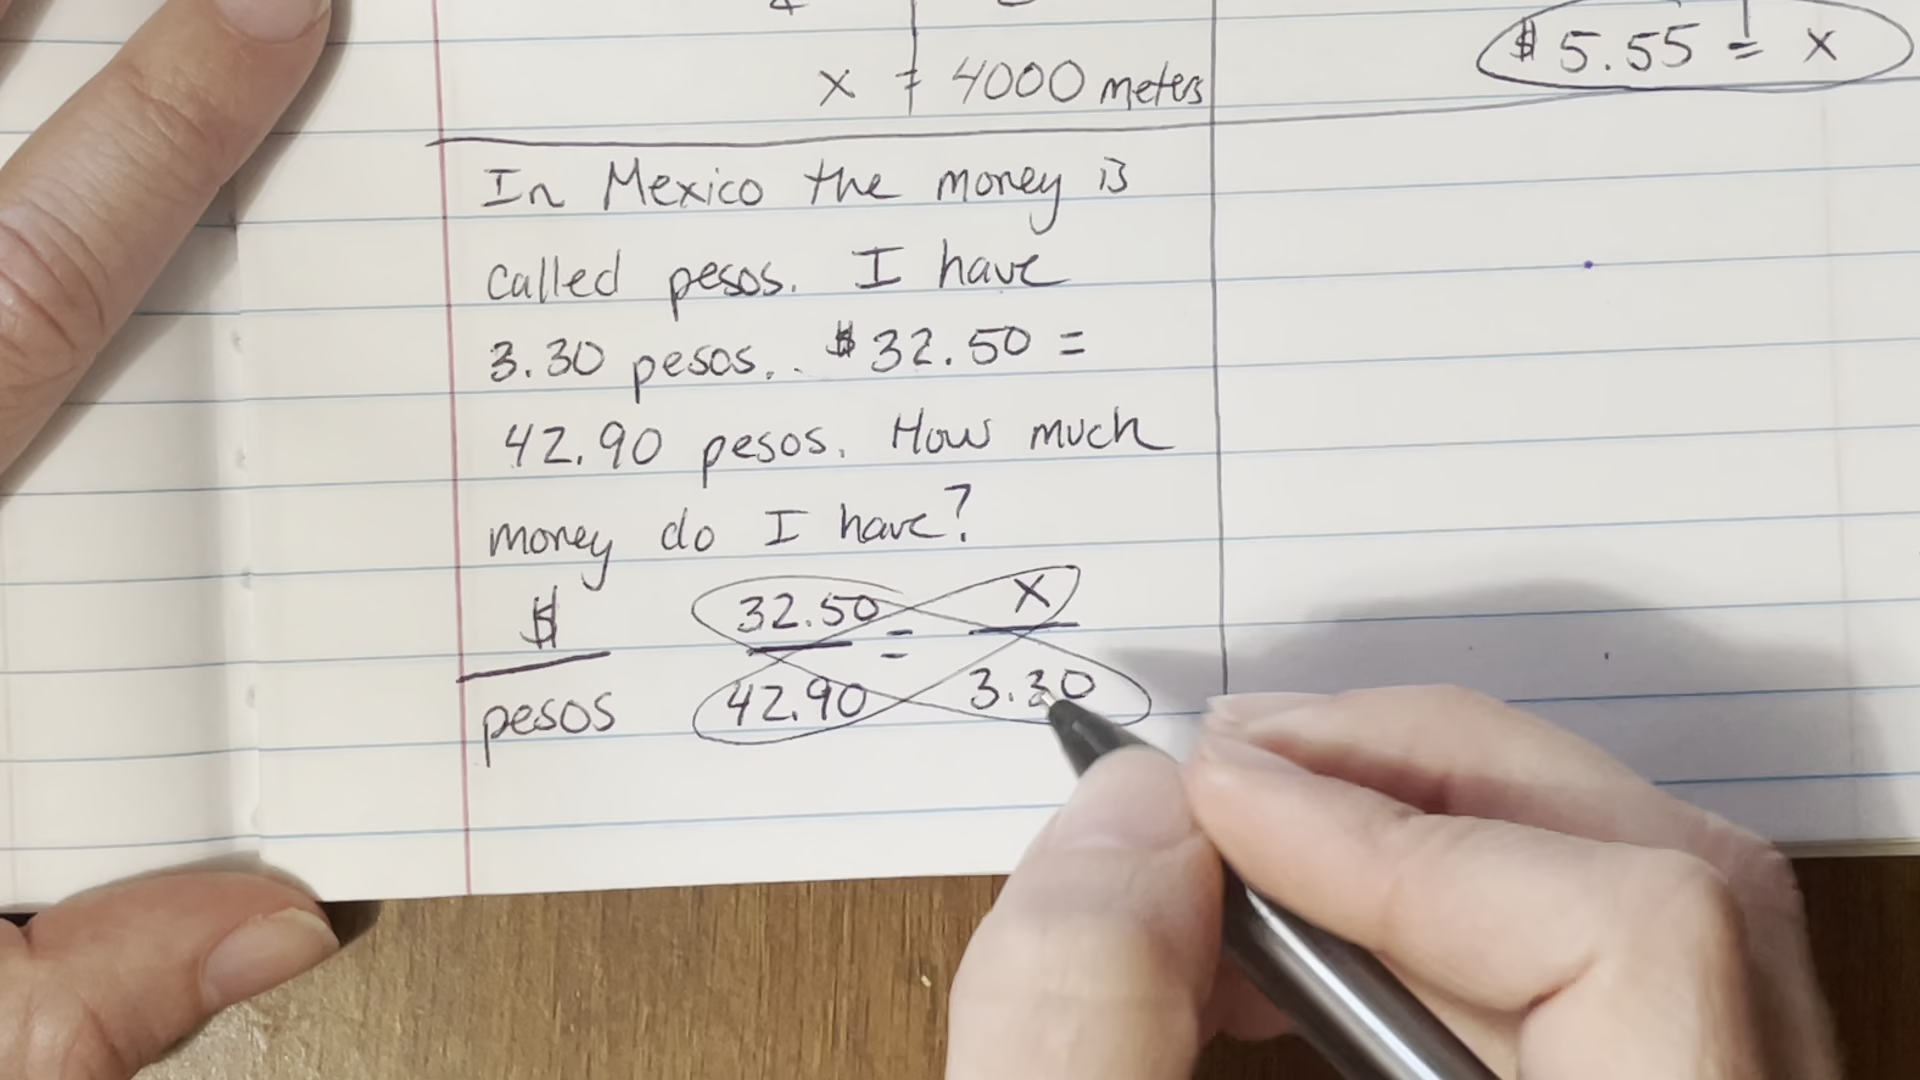 x = 4000 meters
$ 5.55 = x
In Mexico the money is
called pesos. I have
3.30 pesos. $32.50 =
42.90 pesos. How much
money do I have?
$ 32.50 = x
pesos 42.90 3.30